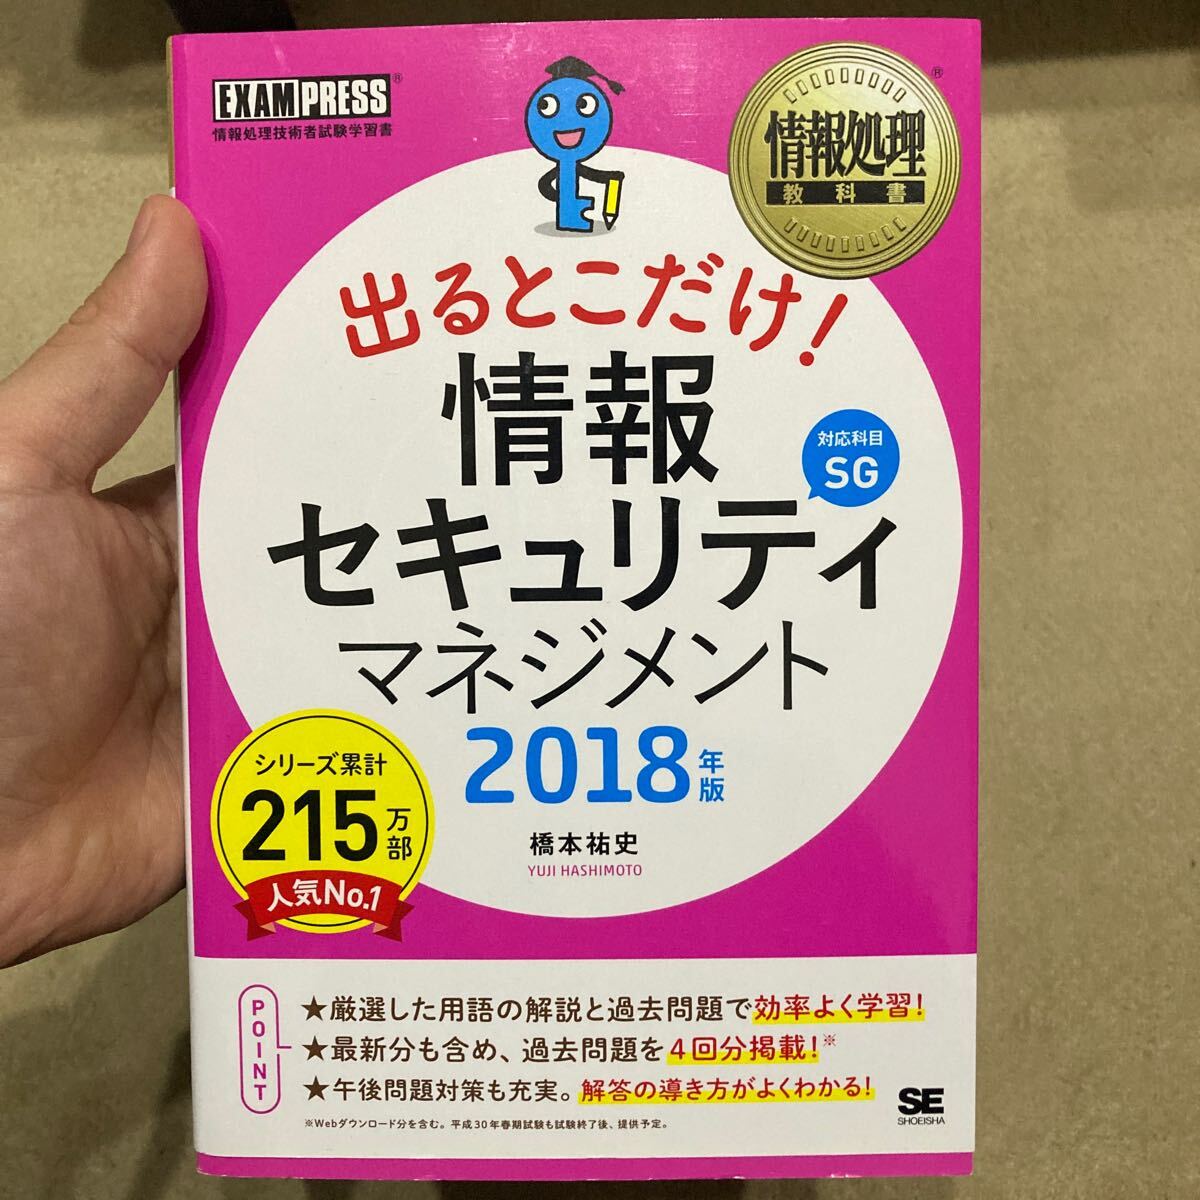 EXAMPRESS®
情報処理技術者試験学習書
情報処理®
教科書
出るとこだけ!
情報
セキュリティ
マネジメント
対応科目
SG
2018年版
橋本祐史
YUJI HASHIMOTO
シリーズ累計
215万部
人気No.1
POINT
★厳選した用語の解説と過去問題で効率よく学習!
★最新分も含め、過去問題を4回分掲載!※
★午後問題対策も充実。解答の導き方がよくわかる!
※Webダウンロード分を含む。平成30年春期試験も試験終了後、提供予定。
SE
SHOEISHA